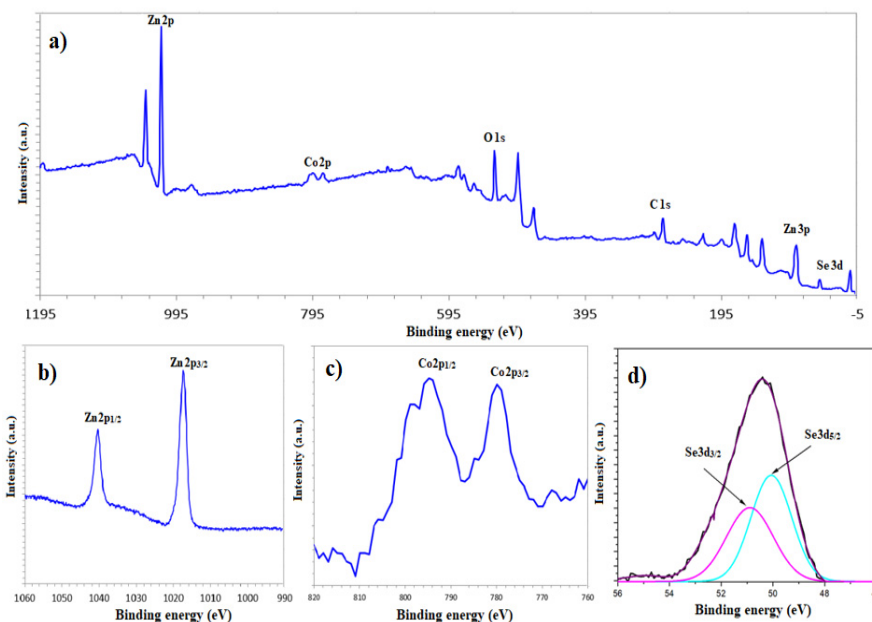 a)
Zn2p
Co2p
O1s
C1s
Zn3p
Se3d
Intensity (a.u.)
1195 995 795 595 395 195 -5
Binding energy (eV)
b)
Zn2p3/2
Zn2p1/2
Intensity (a.u.)
1060 1050 1040 1030 1020 1010 1000 990
Binding energy (eV)
c)
Co2p1/2
Co2p3/2
Intensity (a.u.)
820 800 780 760
Binding energy (eV)
d)
Se3d5/2
Se3d3/2
Intensity (a.u.)
56 54 52 50 48
Binding energy (eV)